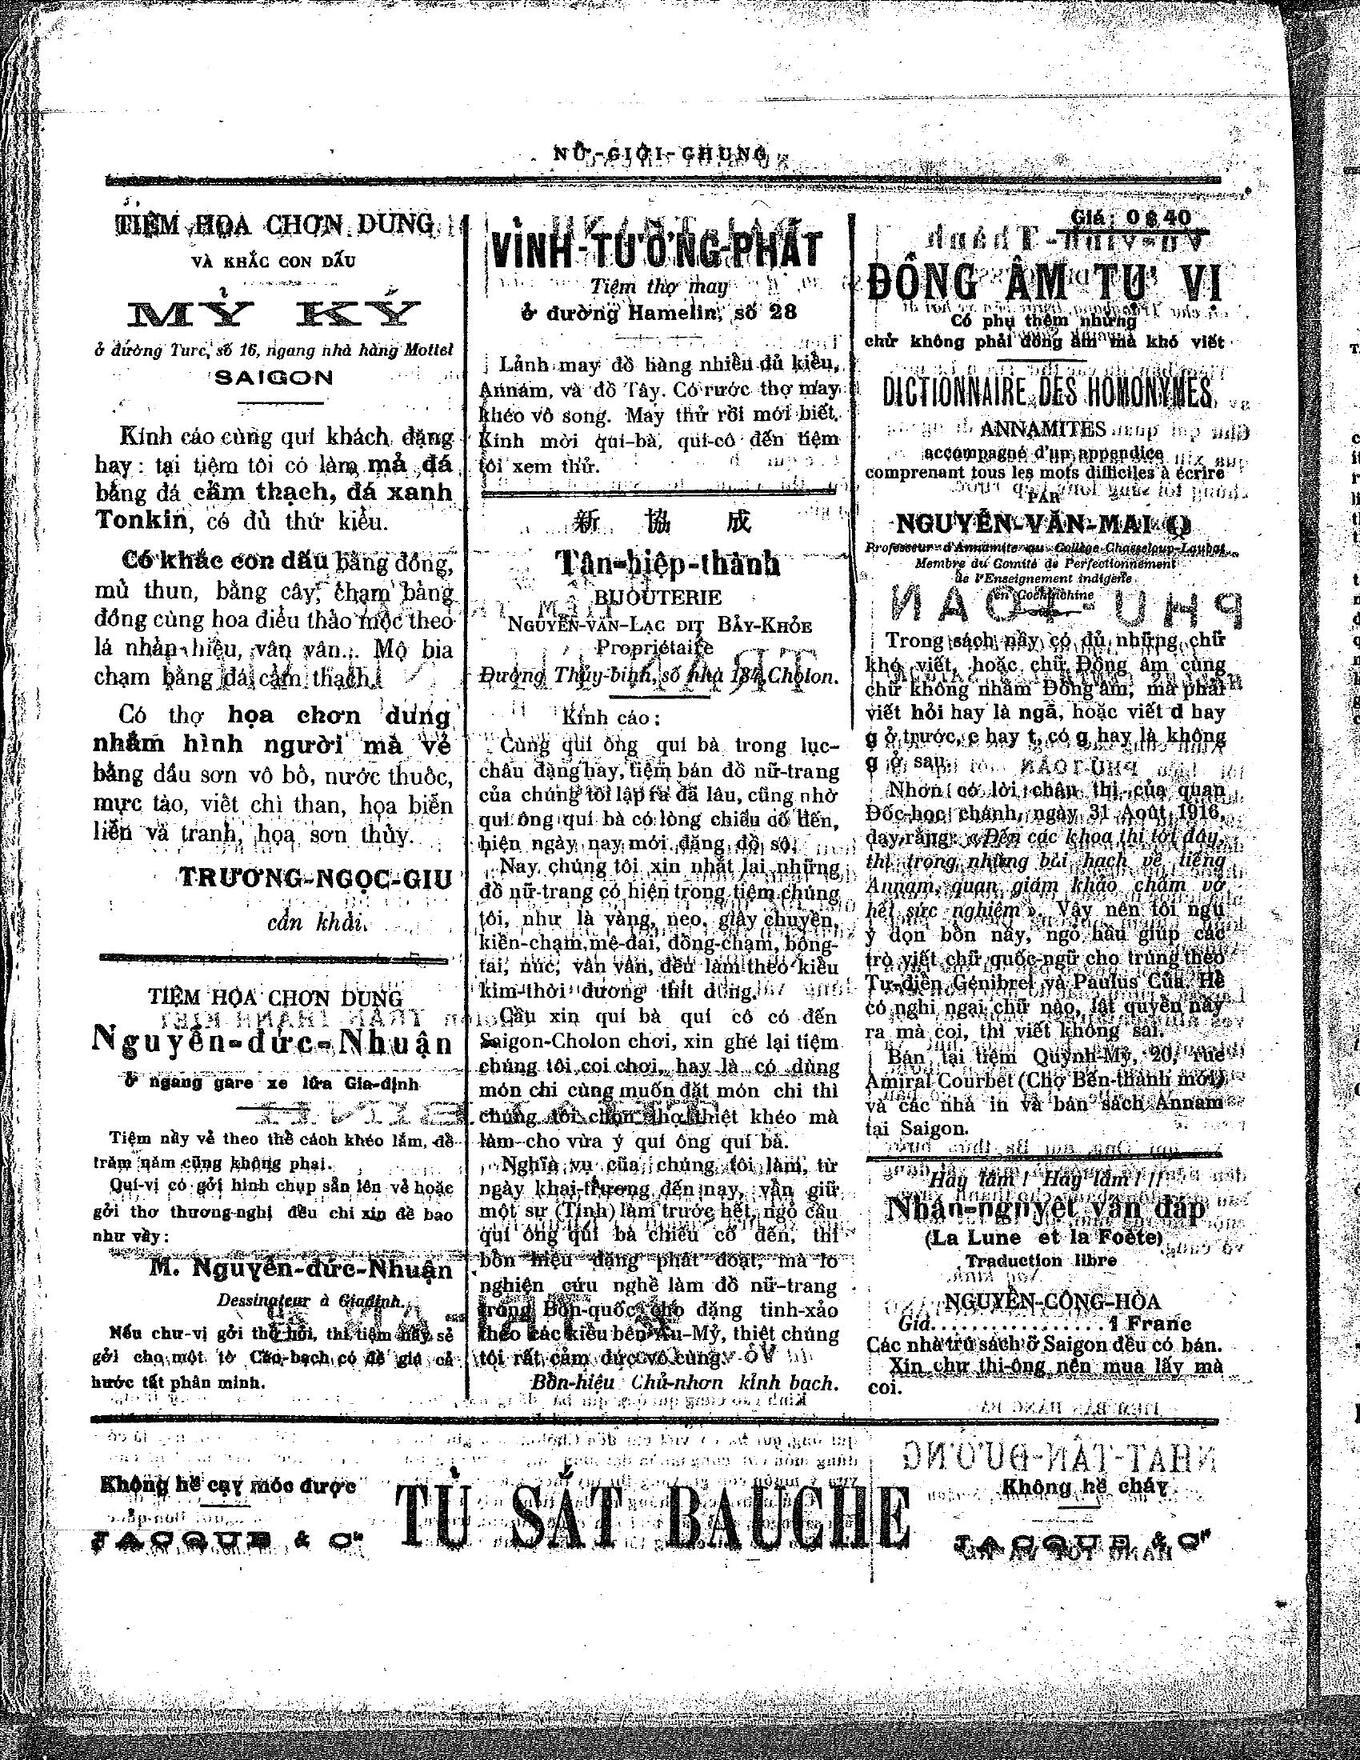 NỮ-GIỚI-CHUNG
TIỆM HỌA CHƠN DUNG
VÀ KHẮC CON DẤU
MỶ KÝ
ở đường Turc, số 16, ngang nhà hàng Mottet
SAIGON
Kính cáo cùng quí khách đặng
hay: tại tiệm tôi có làm mả đá
bằng đá cẩm thạch, đá xanh
Tonkin, có đủ thứ kiểu.
Có khắc con dấu bằng đồng,
mủ thun, bằng cây; chạm bảng
đồng cùng hoa điểu thảo mộc theo
lá nhản-hiệu, vân vân... Mộ bia
chạm bằng đá cẩm thạch.
Có thợ họa chơn dung
nhắm hình người mà vẻ
bằng dầu sơn vô bố, nước thuốc,
mực tào, viết chì than, họa biển
liễn và tranh, họa sơn thủy.
TRƯƠNG-NGỌC-GIU
cẩn khải.
TIỆM HỌA CHƠN DUNG
Nguyễn-đức-Nhuận
ở ngang gare xe lửa Gia-định
Tiệm nầy vẻ theo thể cách khéo lắm, để
trăm năm cũng không phai.
Quí-vị có gởi hình chụp sẳn lên vẻ hoặc
gởi thơ thương-nghị đều chi xin đề bao
như vầy:
M. Nguyễn-đức-Nhuận
Dessinateur à Giadinh.
Nếu chư-vị gởi thơ hỏi, thì tiệm nầy sẻ
gởi cho một tờ Cáo-bạch có để giá cả
hước tất phân minh.
VỈNH-TƯỜNG-PHÁT
Tiệm thợ may
ở đường Hamelin, số 28
Lảnh may đồ hàng nhiều đủ kiểu,
Annam, và đồ Tây. Có rước thợ may
khéo vô song. May thử rồi mới biết.
Kính mời quí-bà, quí-cô đến tiệm
tôi xem thử.
新 協 成
Tân-hiệp-thành
BIJOUTERIE
NGUYỄN-VĂN-LẠC DIT BẢY-KHỎE
Propriétaire
Đường Thủy-binh, số nhà 184, Cholon.
Kính cáo:
Cùng quí ông quí bà trong lục-
châu đặng hay, tiệm bán đồ nữ-trang
của chúng tôi lập ra đã lâu, cũng nhờ
quí ông quí bà có lòng chiếu cố đến,
hiện ngày nay mới đặng đồ sộ.
Nay chúng tôi xin nhắt lại những
đồ nữ-trang có hiện trong tiệm chúng
tôi, như là vàng, neo, giây chuyền,
kiền-chạm, mê-đai, đồng-chạm, bông-
tai, nút, vân vân, đều làm theo kiểu
kim-thời đương thít dùng.
Cầu xin quí bà quí cô có đến
Saigon-Cholon chơi, xin ghé lại tiệm
chúng tôi coi chơi, hay là có dùng
món chi cùng muốn đặt món chi thì
chúng tôi chọn thợ thiệt khéo mà
làm cho vừa ý quí ông quí bà.
Nghĩa vụ của chúng tôi làm, từ
ngày khai-trương đến nay, vẫn giữ
một sự (Tính) làm trước hết, ngỏ cầu
quí ông quí bà chiếu cố đến, thì
bổn hiệu đặng phát đoạt, mà lo
nghiên cứu nghề làm đồ nữ-trang
trong Bổn-quốc cho đặng tinh-xảo
theo các kiểu bên Âu-Mỷ, thiệt chúng
tôi rất cảm đức vô cùng.
Bổn-hiệu Chủ-nhơn kính bạch.
Giá: 0 $ 40
ĐỒNG ÂM TỰ VỊ
Có phụ thêm những
chử không phải đồng âm mà khó viết
DICTIONNAIRE DES HOMONYMES
ANNAMITES
accompagné d'un appendice
comprenant tous les mots difficiles à écrire
PAR
NGUYỄN-VĂN-MAI
Professeur d'Annamite au Collège Chasseloup-Laubat,
Membre du Comité de Perfectionnement
de l'Enseignement indigène
en Cochinchine
Trong sách nầy có đủ những chử
khó viết, hoặc chử Đồng âm cùng
chử không nhằm Đồng âm, mà phải
viết hỏi hay là ngã, hoặc viết d hay
g ở trước, c hay t, có g hay là không
g ở sau.
Nhơn có lời châu thị của quan
Đốc-học chánh, ngày 31 Août 1916,
dạy rằng: «Đến các khoa thi tới đây,
thì trong những bài hạch về tiếng
Annam, quan giám khảo chấm vở
hết sức nghiêm». Vậy nên tôi ngụ
ý dọn bổn nầy, ngỏ hầu giúp các
trò viết chữ quốc-ngữ cho trúng theo
Tự-điển Génibrel và Paulus Của. Hễ
có nghi ngại chữ nào, lật quyển nầy
ra mà coi, thì viết không sai.
Bán tại tiệm Quỳnh-Mỹ, 20, rue
Amiral Courbet (Chợ Bến-thành mới)
và các nhà in và bán sách Annam
tại Saigon.
Hay lắm! Hay lắm!!!
Nhân-nguyệt vấn đáp
(La Lune et la Poète)
Traduction libre
NGUYỄN-CÔNG-HÒA
Giá................1 Franc
Các nhà trữ sách ở Saigon đều có bán.
Xin chư thi-ông nên mua lấy mà
coi.
Không hề cạy móc được
JACQUE & Cie
TỦ SẮT BAUCHE
Không hề cháy
JACQUE & Cie